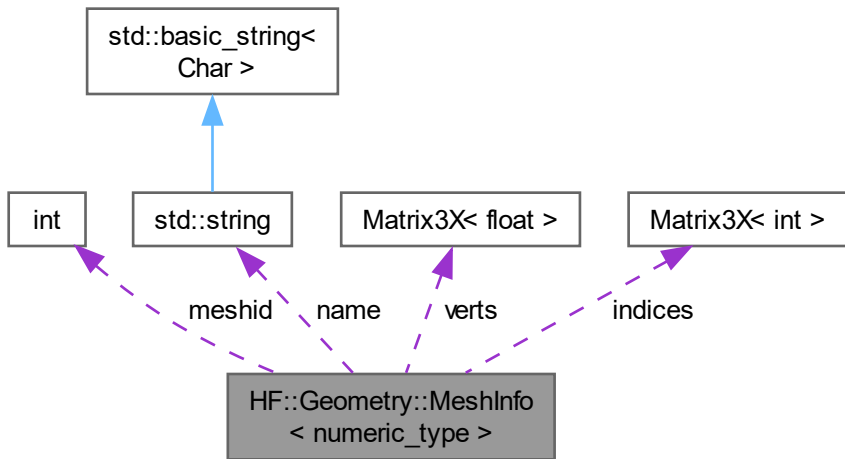 std::basic_string<
Char >
int
std::string
Matrix3X< float >
Matrix3X< int >
meshid
name
verts
indices
HF::Geometry::MeshInfo
< numeric_type >